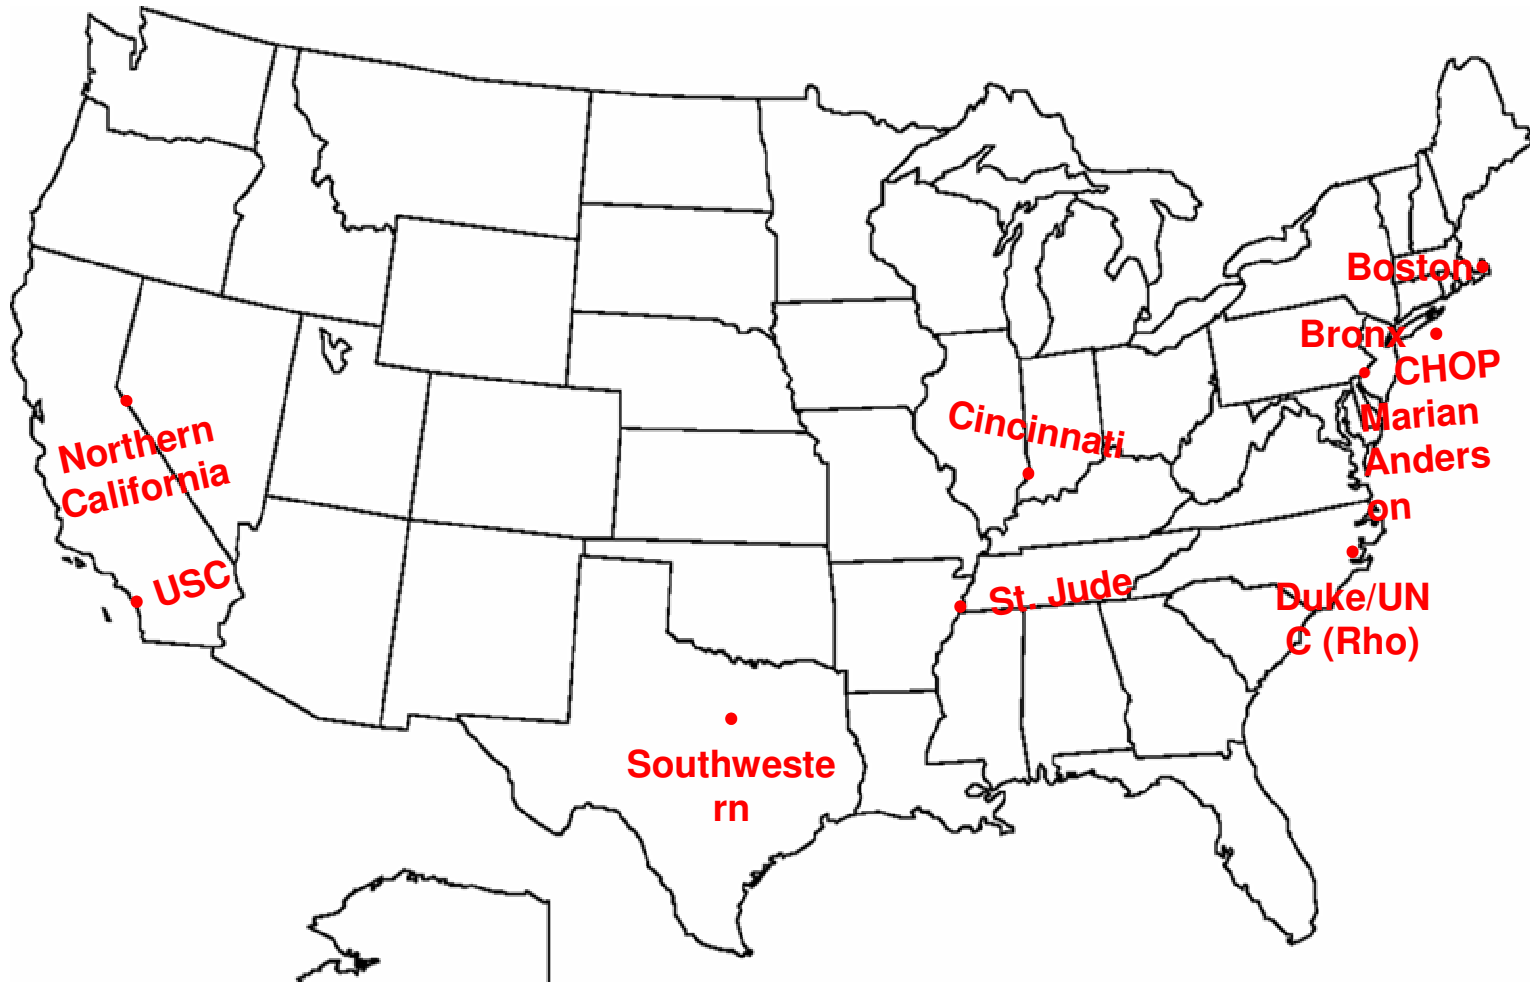 Boston
Bronx
CHOP
Marian
Anders
on
Cincinnati
Northern
California
USC
St. Jude
Duke/UN
C (Rho)
Southweste
rn